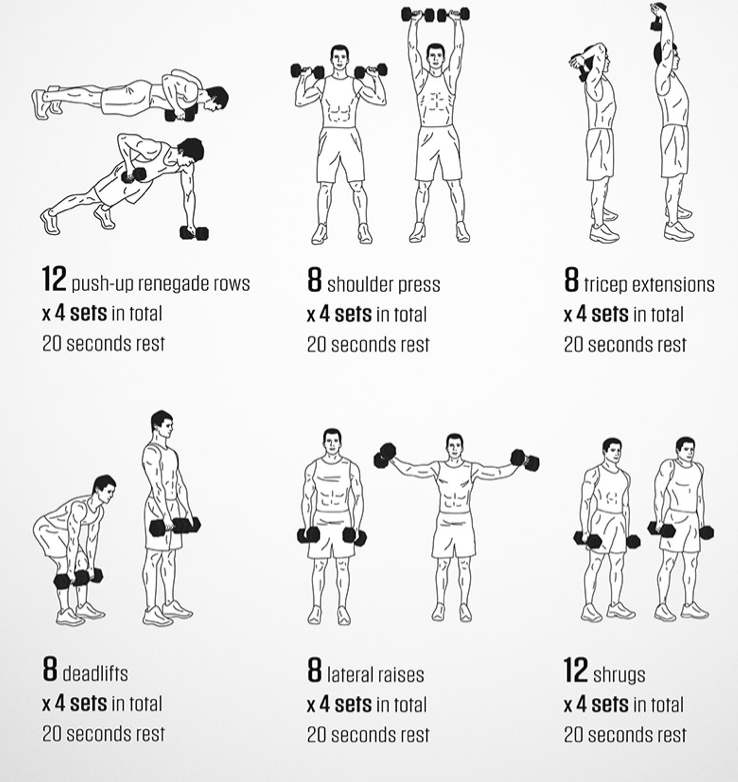 12 push-up renegade rows
x 4 sets in total
20 seconds rest
8 shoulder press
x 4 sets in total
20 seconds rest
8 tricep extensions
x 4 sets in total
20 seconds rest
8 deadlifts
x 4 sets in total
20 seconds rest
8 lateral raises
x 4 sets in total
20 seconds rest
12 shrugs
x 4 sets in total
20 seconds rest